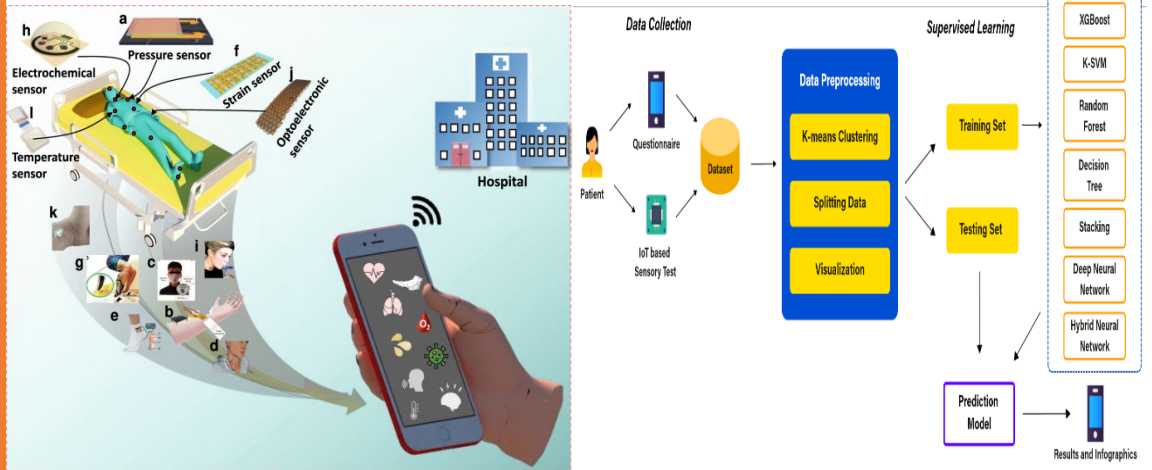 h
a
Pressure sensor
f
Electrochemical
sensor
Strain sensor
j
Optoelectronic
sensor
l
Temperature
sensor
Hospital
k
i
g
c
b
e
d
O₂
Data Collection
Supervised Learning
Patient
Questionnaire
IoT based
Sensory Test
Dataset
Data Preprocessing
K-means Clustering
Splitting Data
Visualization
Training Set
Testing Set
XGBoost
K-SVM
Random
Forest
Decision
Tree
Stacking
Deep Neural
Network
Hybrid Neural
Network
Prediction
Model
Results and Infographics